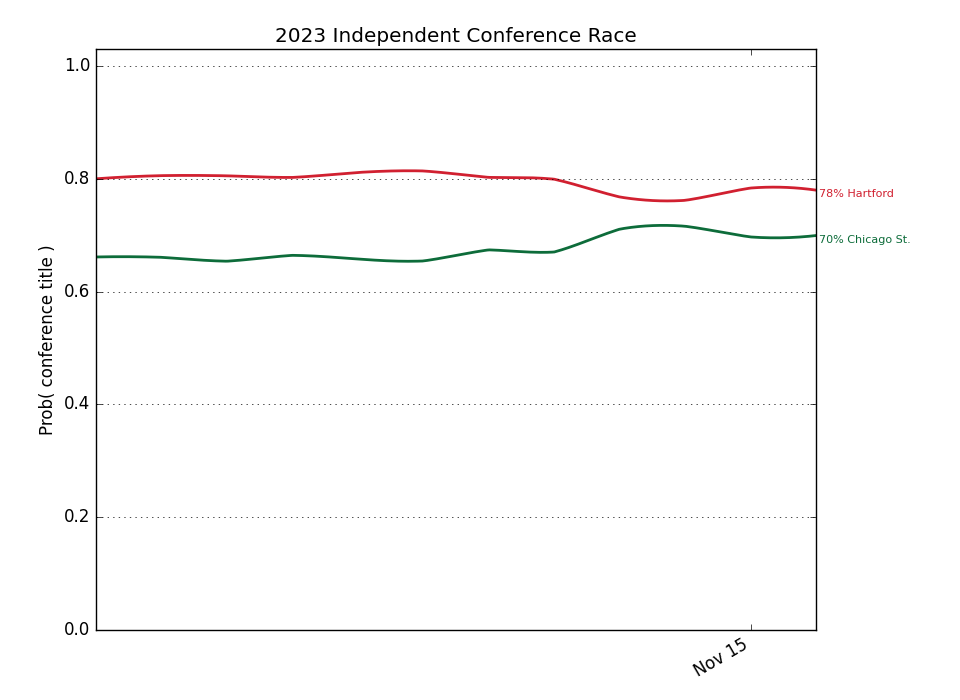 2023 Independent Conference Race
Prob( conference title )
1.0
0.8
0.6
0.4
0.2
0.0
78% Hartford
70% Chicago St.
Nov 15